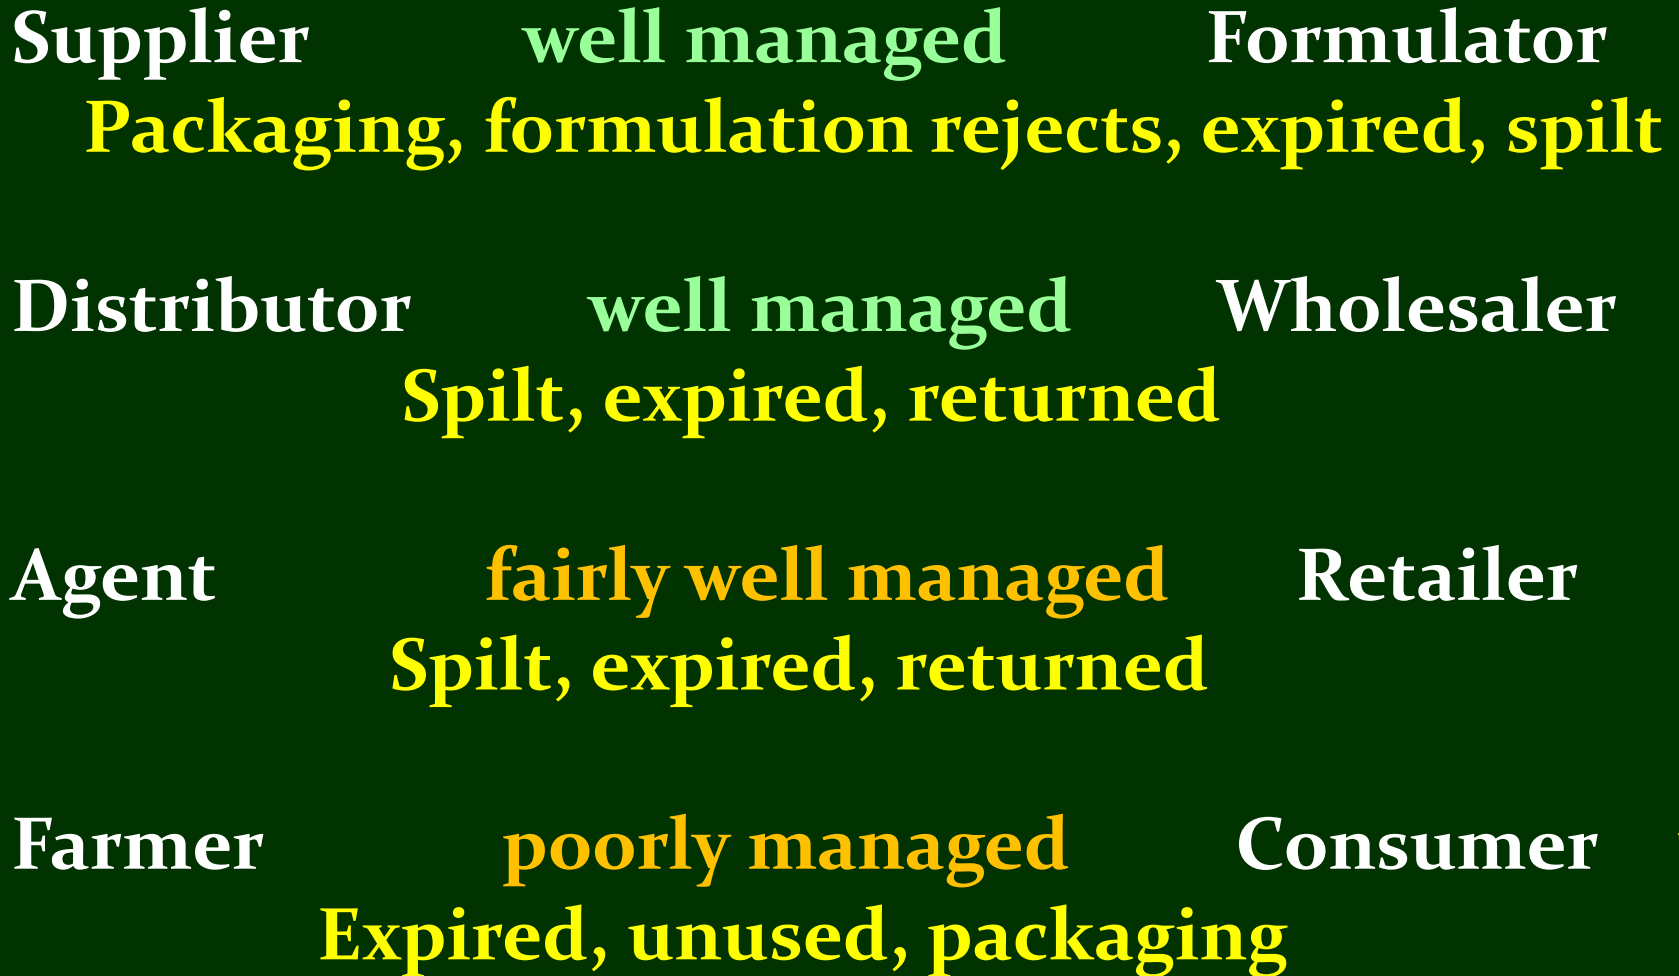 Supplier well managed Formulator
Packaging, formulation rejects, expired, spilt
Distributor well managed Wholesaler
Spilt, expired, returned
Agent fairly well managed Retailer
Spilt, expired, returned
Farmer poorly managed Consumer
Expired, unused, packaging